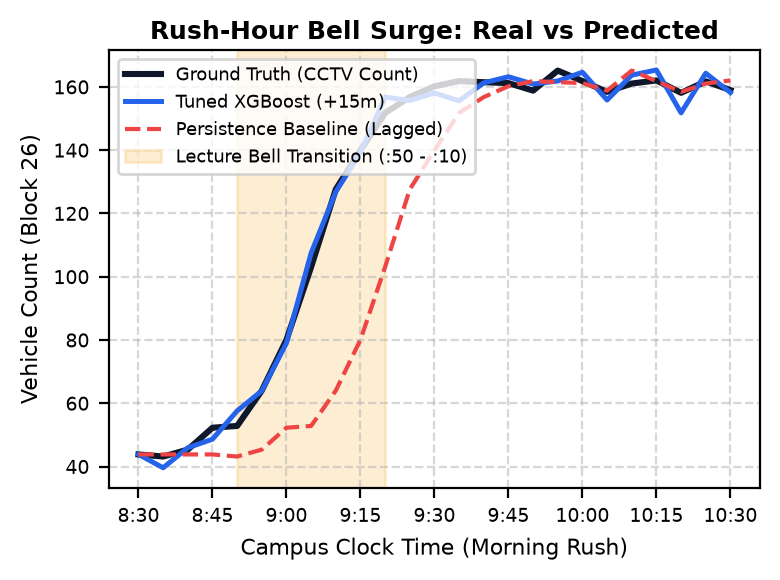 Rush-Hour Bell Surge: Real vs Predicted
Ground Truth (CCTV Count)
Tuned XGBoost (+15m)
Persistence Baseline (Lagged)
Lecture Bell Transition (:50 - :10)
Vehicle Count (Block 26)
160
140
120
100
80
60
40
8:30 8:45 9:00 9:15 9:30 9:45 10:00 10:15 10:30
Campus Clock Time (Morning Rush)